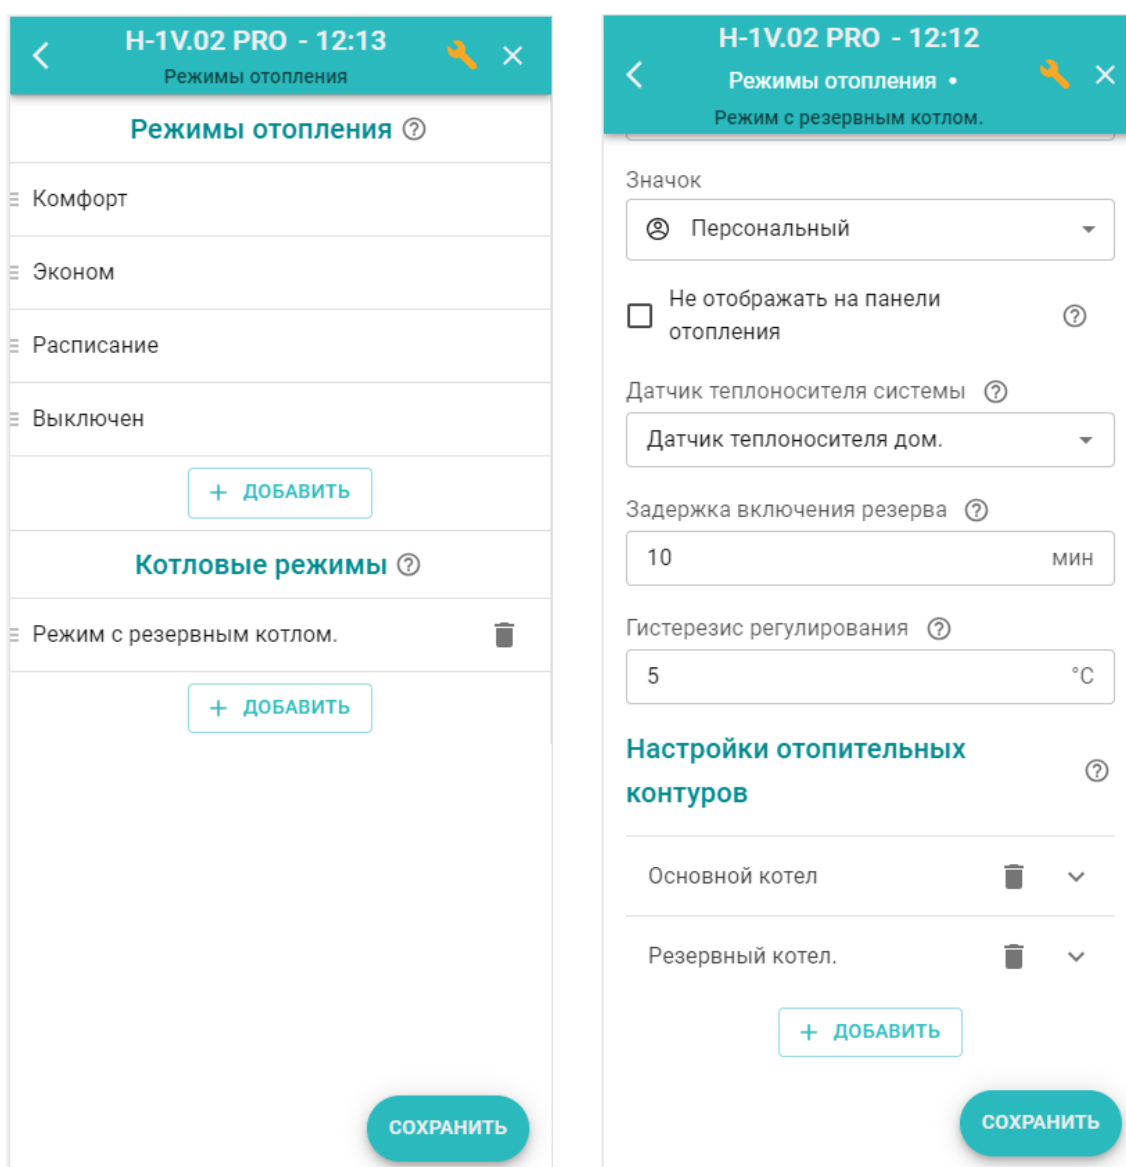 H-1V.02 PRO - 12:13
Режимы отопления
Режимы отопления
Комфорт
Эконом
Расписание
Выключен
+ ДОБАВИТЬ
Котловые режимы
Режим с резервным котлом.
+ ДОБАВИТЬ
СОХРАНИТЬ
H-1V.02 PRO - 12:12
Режимы отопления •
Режим с резервным котлом.
Значок
Персональный
Не отображать на панели
отопления
Датчик теплоносителя системы
Датчик теплоносителя дом.
Задержка включения резерва
10 мин
Гистерезис регулирования
5 °C
Настройки отопительных
контуров
Основной котел
Резервный котел.
+ ДОБАВИТЬ
СОХРАНИТЬ